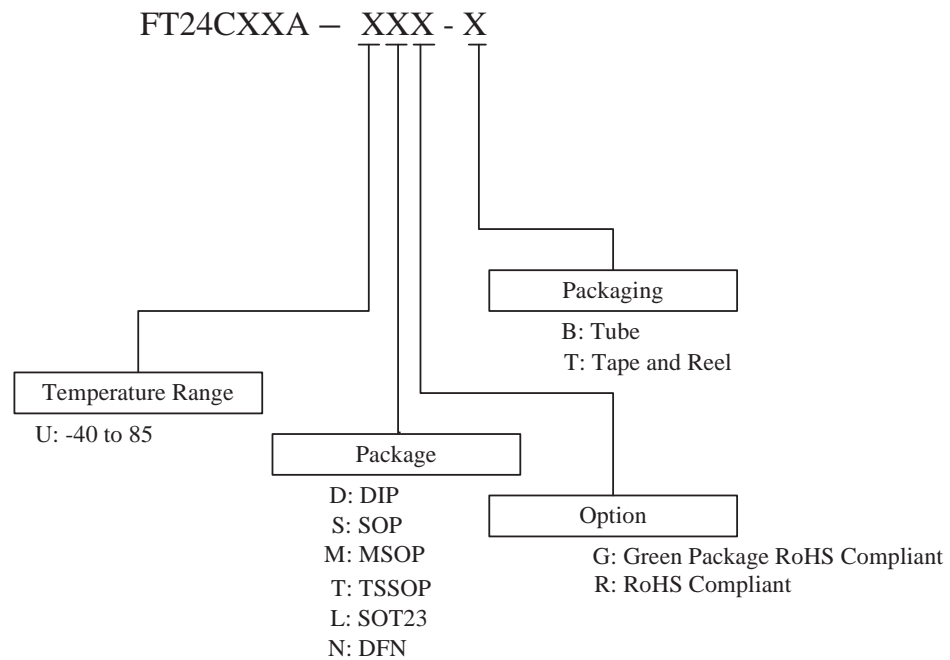 FT24CXXA – XXX - X
Packaging
B: Tube
T: Tape and Reel
Temperature Range
U: -40 to 85
Package
D: DIP
S: SOP
M: MSOP
T: TSSOP
L: SOT23
N: DFN
Option
G: Green Package RoHS Compliant
R: RoHS Compliant